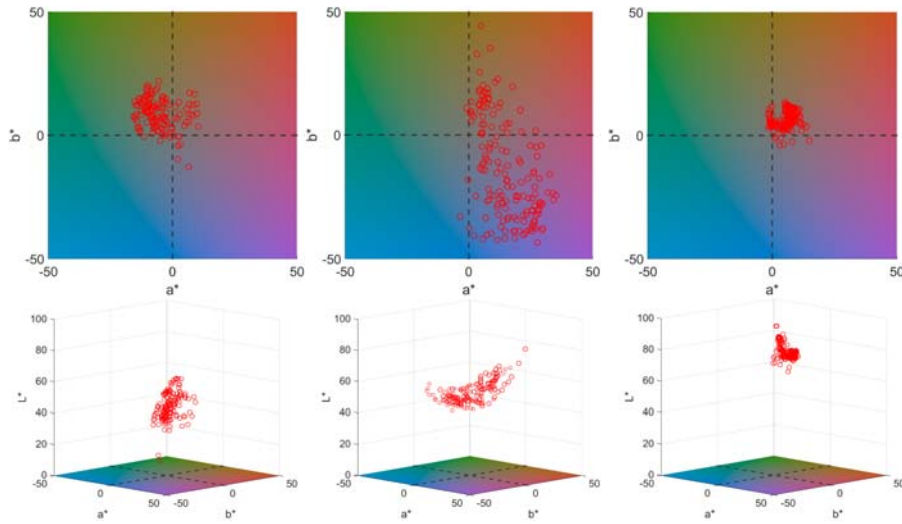 50 50 50
b* b* b*
0 0 0
-50 -50 -50
-50 0 50 -50 0 50 -50 0 50
a* a* a*
100 100 100
80 80 80
60 60 60
L* L* L*
40 40 40
20 20 20
0 0 0
-50 50 -50 50 -50 50
0 0 0 0 0 0
50 -50 50 -50 50 -50
a* b* a* b* a* b*